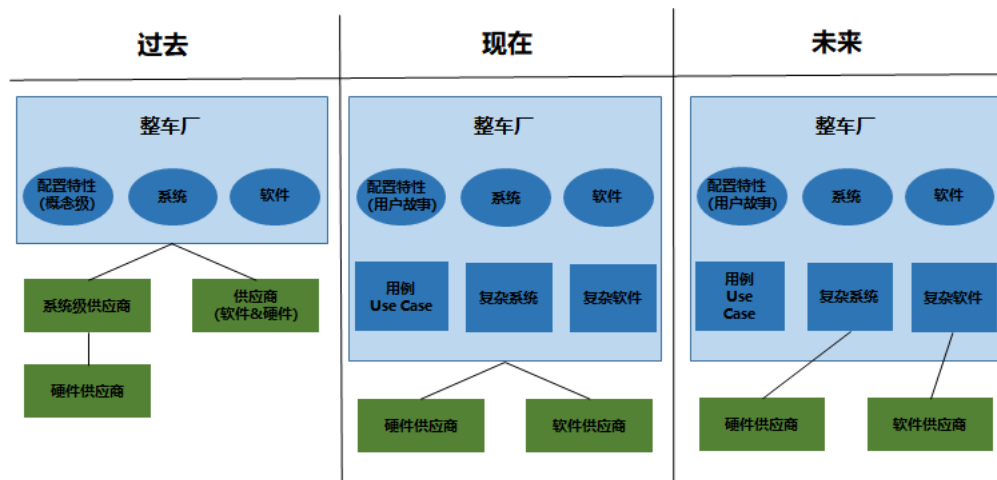 过去
现在
未来
整车厂
配置特性
(概念级)
系统
软件
系统级供应商
供应商
(软件&硬件)
硬件供应商
整车厂
配置特性
(用户故事)
系统
软件
用例
Use Case
复杂系统
复杂软件
硬件供应商
软件供应商
整车厂
配置特性
(用户故事)
系统
软件
用例
Use
Case
复杂系统
复杂软件
硬件供应商
软件供应商